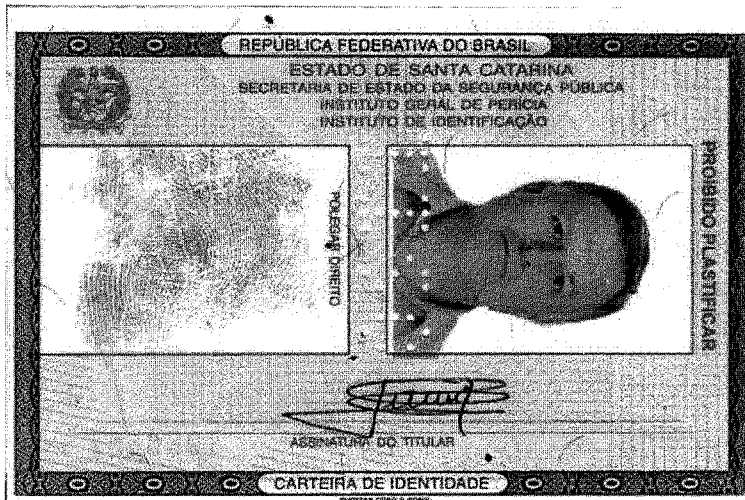 REPÚBLICA FEDERATIVA DO BRASIL
ESTADO DE SANTA CATARINA
SECRETARIA DE ESTADO DA SEGURANÇA PÚBLICA
INSTITUTO GERAL DE PERÍCIA
INSTITUTO DE IDENTIFICAÇÃO
POLEGAR DIREITO
PROIBIDO PLASTIFICAR
ASSINATURA DO TITULAR
CARTEIRA DE IDENTIDADE